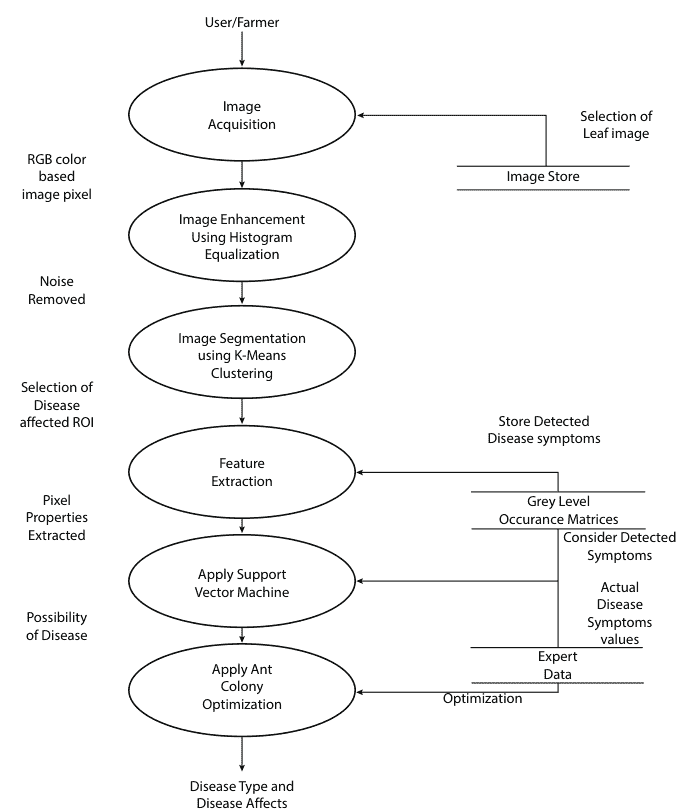 User/Farmer
Image
Acquisition
Selection of
Leaf image
Image Store
RGB color
based
image pixel
Image Enhancement
Using Histogram
Equalization
Noise
Removed
Image Segmentation
using K-Means
Clustering
Selection of
Disease
affected ROI
Store Detected
Disease symptoms
Feature
Extraction
Grey Level
Occurance Matrices
Pixel
Properties
Extracted
Consider Detected
Symptoms
Apply Support
Vector Machine
Actual
Disease
Symptoms
values
Possibility
of Disease
Expert
Data
Apply Ant
Colony
Optimization
Optimization
Disease Type and
Disease Affects